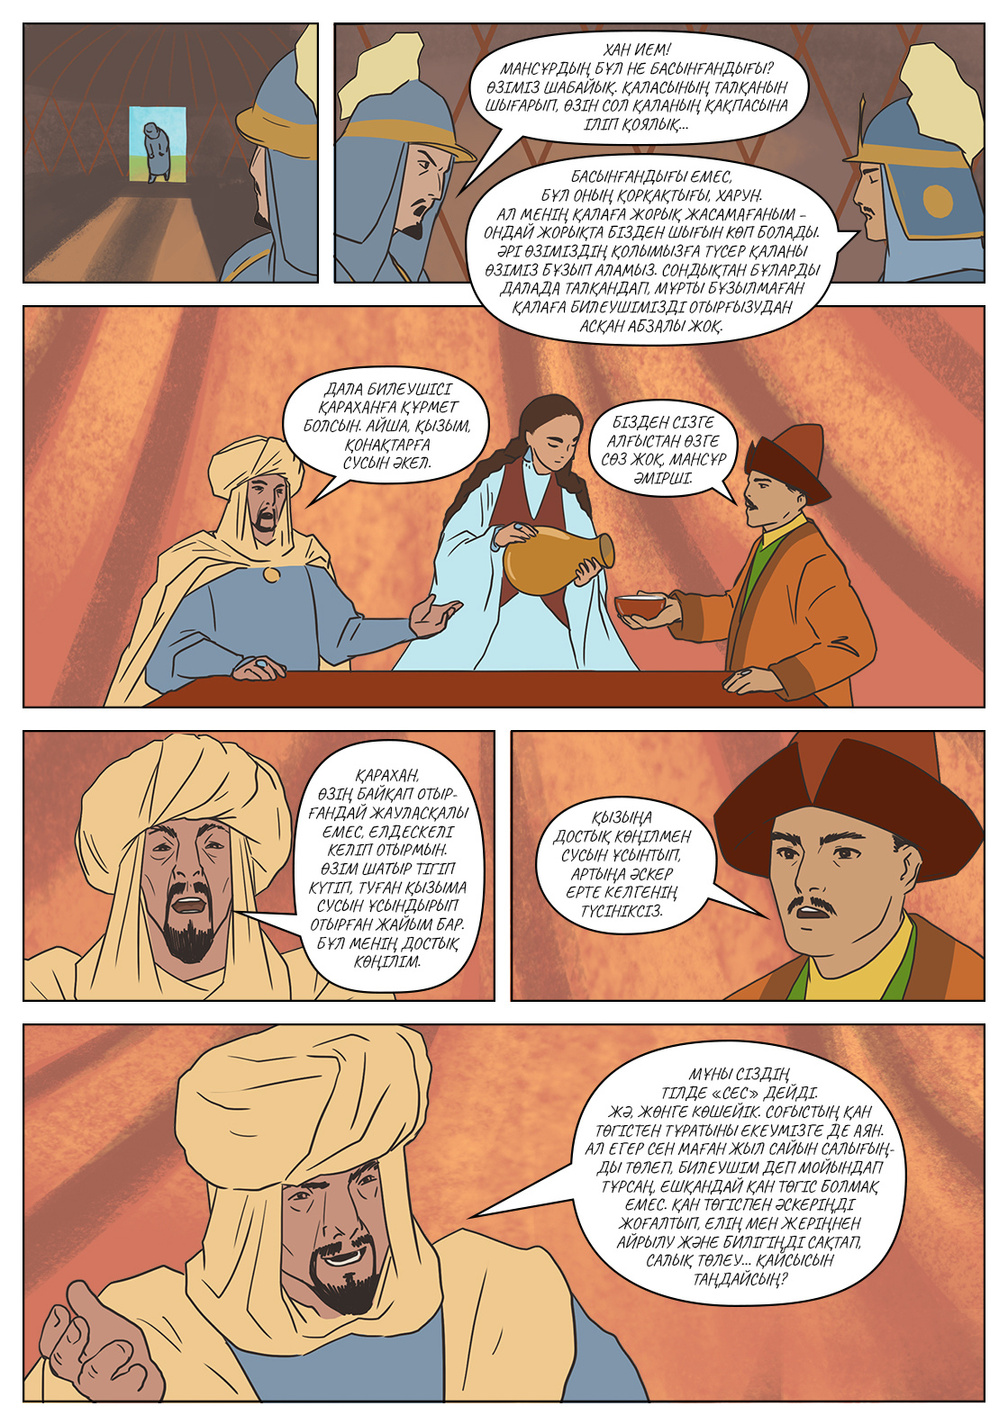 ХАН ИЕМ!
МАНСҰРДЫҢ БҰЛ НЕ БАСЫНҒАНДЫҒЫ?
ӨЗІМІЗ ШАБАЙЫҚ. ҚАЛАСЫНЫҢ ТАЛҚАНЫН
ШЫҒАРЫП, ӨЗІН СОЛ ҚАЛАНЫҢ ҚАҚПАСЫНА
ІЛІП ҚОЯЛЫҚ...
БАСЫНҒАНДЫҒЫ ЕМЕС,
БҰЛ ОНЫҢ ҚОРҚАҚТЫҒЫ, ХАРУН.
АЛ МЕНІҢ ҚАЛАҒА ЖОРЫҚ ЖАСАМАҒАНЫМ –
ОНДАЙ ЖОРЫҚТА БІЗДЕН ШЫҒЫН КӨП БОЛАДЫ.
ӘРІ ӨЗІМІЗДІҢ ҚОЛЫМЫЗҒА ТҮСЕР ҚАЛАНЫ
ӨЗІМІЗ БҰЗЫП АЛАМЫЗ. СОНДЫҚТАН БҰЛАРДЫ
ДАЛАДА ТАЛҚАНДАП, МҰРТЫ БҰЗЫЛМАҒАН
ҚАЛАҒА БИЛЕУШІМІЗДІ ОТЫРҒЫЗУДАН
АСҚАН АБЗАЛЫ ЖОҚ.
ДАЛА БИЛЕУШІСІ
ҚАРАХАНҒА ҚҰРМЕТ
БОЛСЫН. АЙША, ҚЫЗЫМ,
ҚОНАҚТАРҒА
СУСЫН ӘКЕЛ.
БІЗДЕН СІЗГЕ
АЛҒЫСТАН ӨЗГЕ
СӨЗ ЖОҚ, МАНСҰР
ӘМІРШІ.
ҚАРАХАН,
ӨЗІҢ БАЙҚАП ОТЫР-
ҒАНДАЙ ЖАУЛАСҚАЛЫ
ЕМЕС, ЕЛДЕСКЕЛІ
КЕЛІП ОТЫРМЫН.
ӨЗІМ ШАТЫР ТІГІП
КҮТІП, ТУҒАН ҚЫЗЫМА
СУСЫН ҰСЫНДЫРЫП
ОТЫРҒАН ЖАЙЫМ БАР.
БҰЛ МЕНІҢ ДОСТЫҚ
КӨҢІЛІМ.
ҚЫЗЫҢА
ДОСТЫҚ КӨҢІЛМЕН
СУСЫН ҰСЫНТЫП,
АРТЫҢА ӘСКЕР
ЕРТЕ КЕЛГЕНІҢ
ТҮСІНІКСІЗ.
МҰНЫ СІЗДІҢ
ТІЛДЕ «СЕС» ДЕЙДІ.
ЖӘ, ЖӨНГЕ КӨШЕЙІК. СОҒЫСТЫҢ ҚАН
ТӨГІСТЕН ТҰРАТЫНЫ ЕКЕУМІЗГЕ ДЕ АЯН.
АЛ ЕГЕР СЕН МАҒАН ЖЫЛ САЙЫН САЛЫҒЫҢ-
ДЫ ТӨЛЕП, БИЛЕУШІМ ДЕП МОЙЫНДАП
ТҰРСАҢ, ЕШҚАНДАЙ ҚАН ТӨГІС БОЛМАҚ
ЕМЕС. ҚАН ТӨГІСПЕН ӘСКЕРІҢДІ
ЖОҒАЛТЫП, ЕЛІҢ МЕН ЖЕРІҢНЕН
АЙРЫЛУ ЖӘНЕ БИЛІГІҢДІ САҚТАП,
САЛЫҚ ТӨЛЕУ... ҚАЙСЫСЫН
ТАҢДАЙСЫҢ?